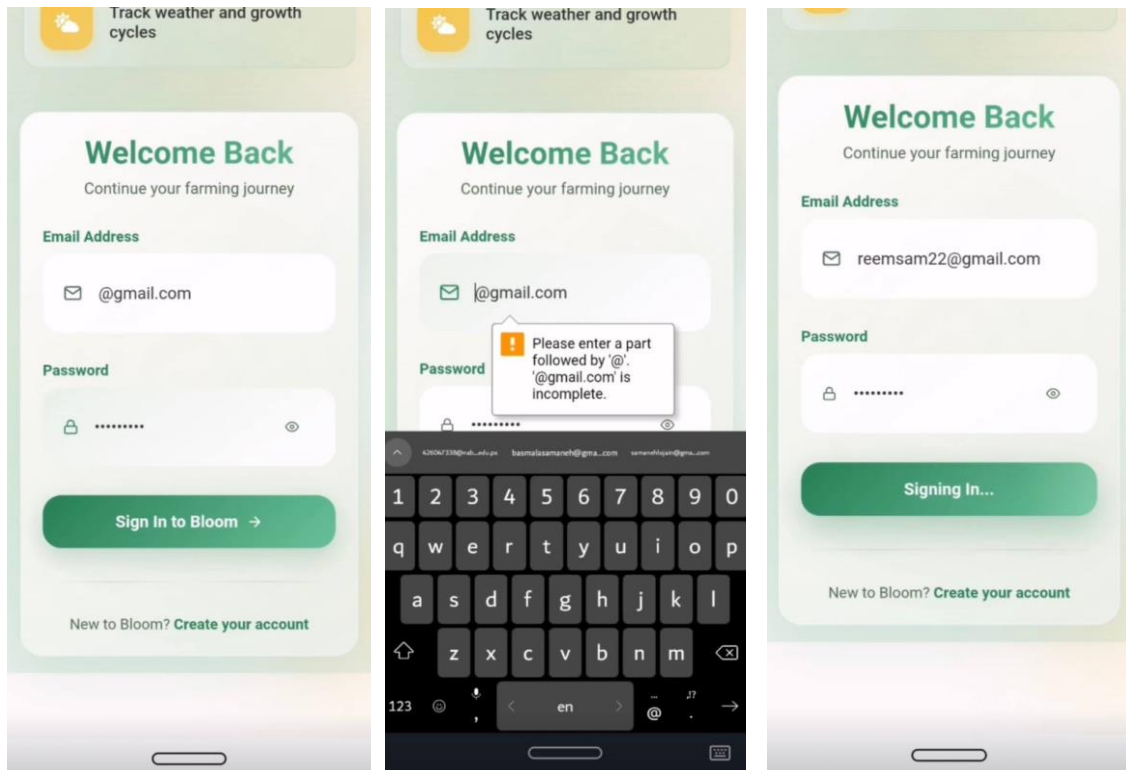 Track weather and growth
cycles
Welcome Back
Continue your farming journey
Email Address
@gmail.com
Password
•••••••••
Sign In to Bloom →
New to Bloom? Create your account
Track weather and growth
cycles
Welcome Back
Continue your farming journey
Email Address
@gmail.com
Please enter a part
followed by '@'.
'@gmail.com' is
incomplete.
Password
•••••••••
basmalasamaneh@gma...com
1 2 3 4 5 6 7 8 9 0
q w e r t y u i o p
a s d f g h j k l
z x c v b n m
123 , en @ .
Welcome Back
Continue your farming journey
Email Address
reemsam22@gmail.com
Password
•••••••••
Signing In...
New to Bloom? Create your account